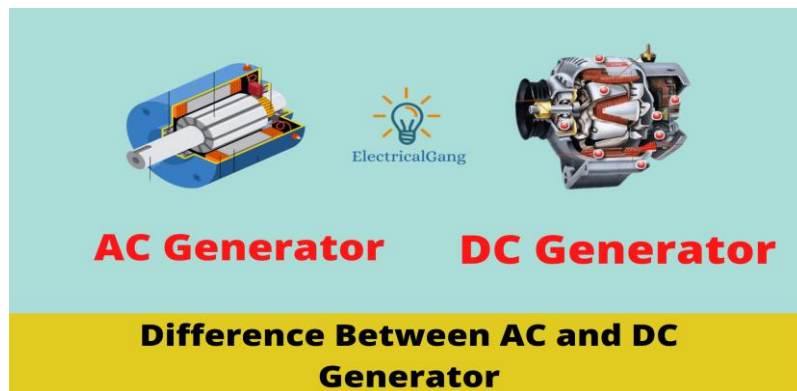 ElectricalGang
AC Generator
DC Generator
Difference Between AC and DC
Generator